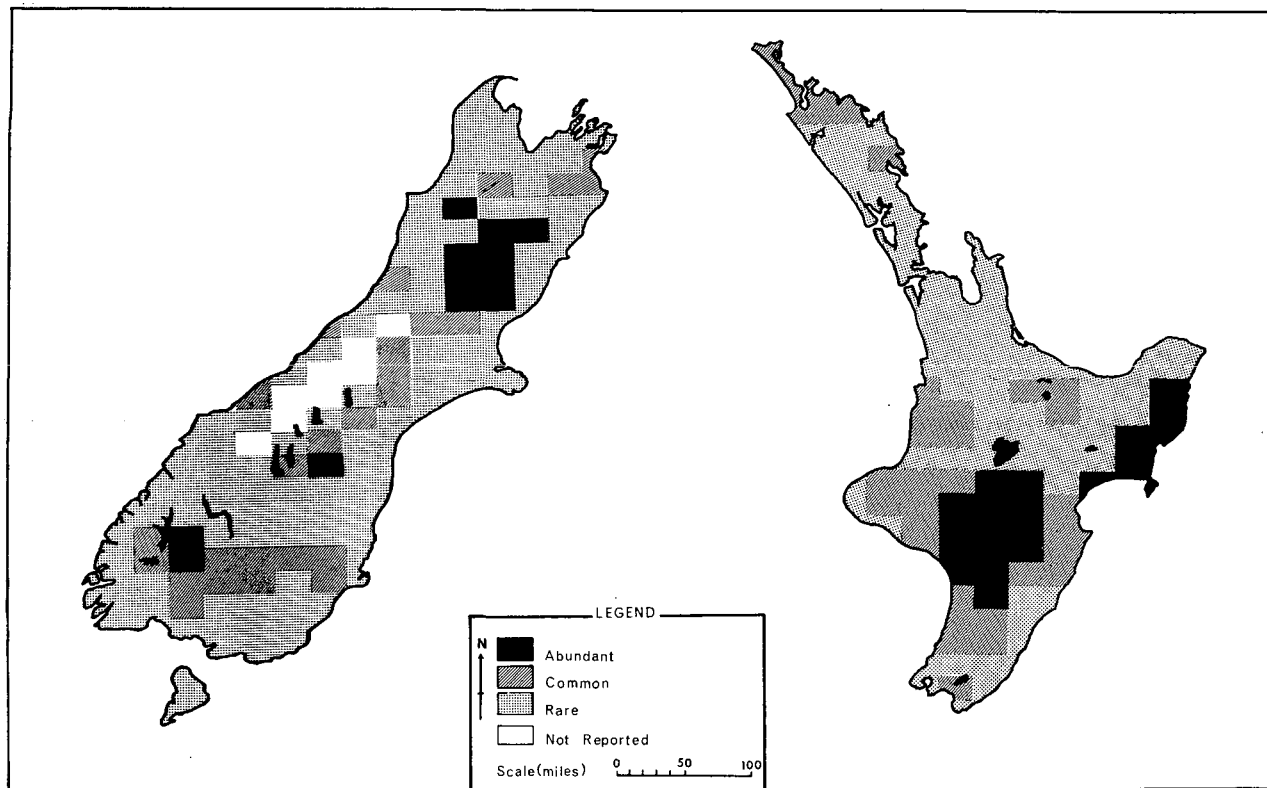 LEGEND
N
Abundant
Common
Rare
Not Reported
Scale(miles) 0 50 100